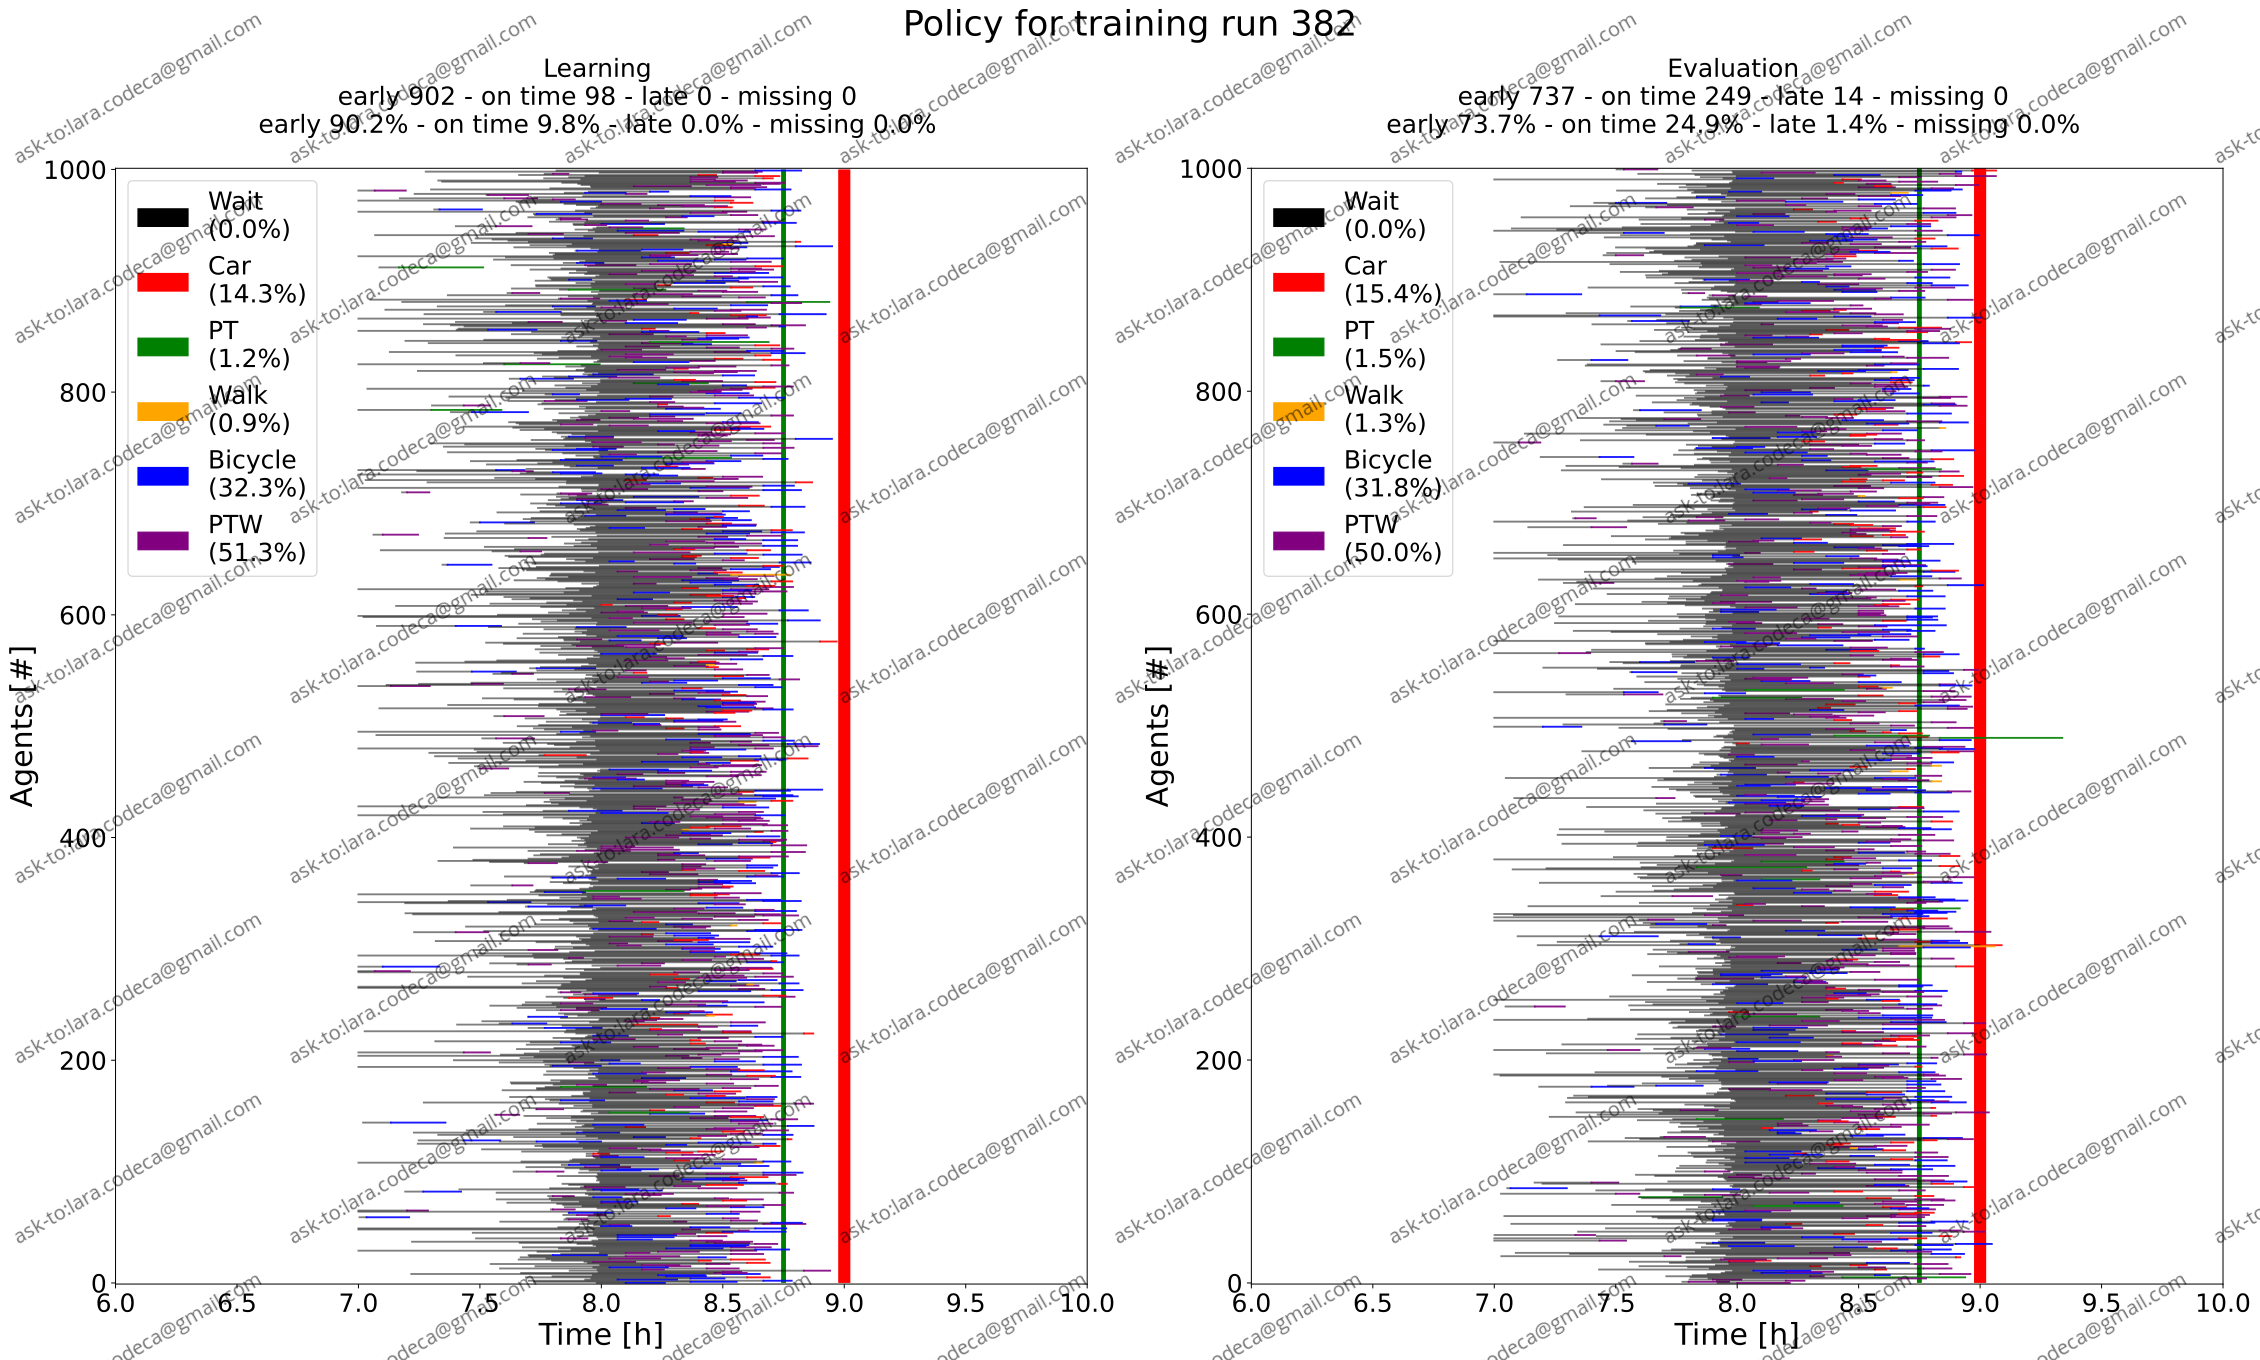 Policy for training run 382
Learning
early 902 - on time 98 - late 0 - missing 0
early 90.2% - on time 9.8% - late 0.0% - missing 0.0%
1000
800
600
400
200
0
Agents [#]
Wait
(0.0%)
Car
(14.3%)
PT
(1.2%)
Walk
(0.9%)
Bicycle
(32.3%)
PTW
(51.3%)
6.0 6.5 7.0 7.5 8.0 8.5 9.0 9.5 10.0
Time [h]
Evaluation
early 737 - on time 249 - late 14 - missing 0
early 73.7% - on time 24.9% - late 1.4% - missing 0.0%
1000
800
600
400
200
0
Agents [#]
Wait
(0.0%)
Car
(15.4%)
PT
(1.5%)
Walk
(1.3%)
Bicycle
(31.8%)
PTW
(50.0%)
6.0 6.5 7.0 7.5 8.0 8.5 9.0 9.5 10.0
Time [h]
ask-to:lara.codeca@gmail.com